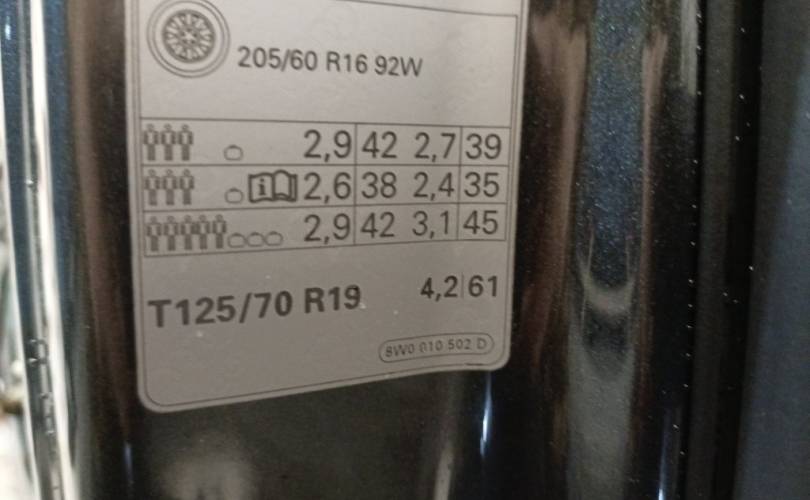 205/60 R16 92W
2,9 42 2,7 39
2,6 38 2,4 35
2,9 42 3,1 45
T125/70 R19 4,2 61
8W0 010 502 D